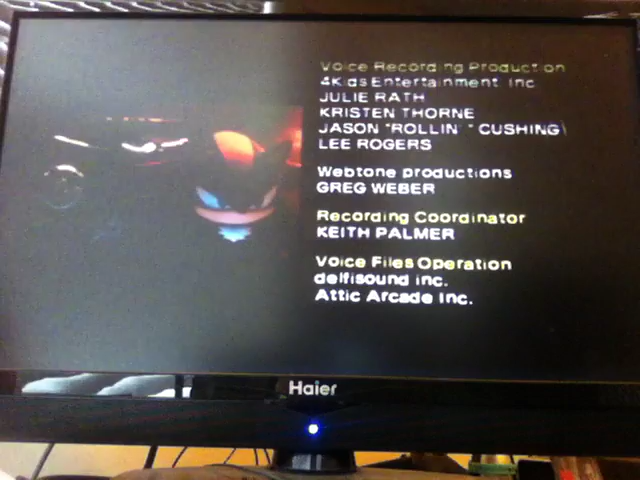 Voice Recording Production
4Kids Entertainment, Inc
JULIE RATH
KRISTEN THORNE
JASON "ROLLIN' " CUSHING
LEE ROGERS
Webtone productions
GREG WEBER
Recording Coordinator
KEITH PALMER
Voice Files Operation
delfisound inc.
Attic Arcade Inc.
Haier